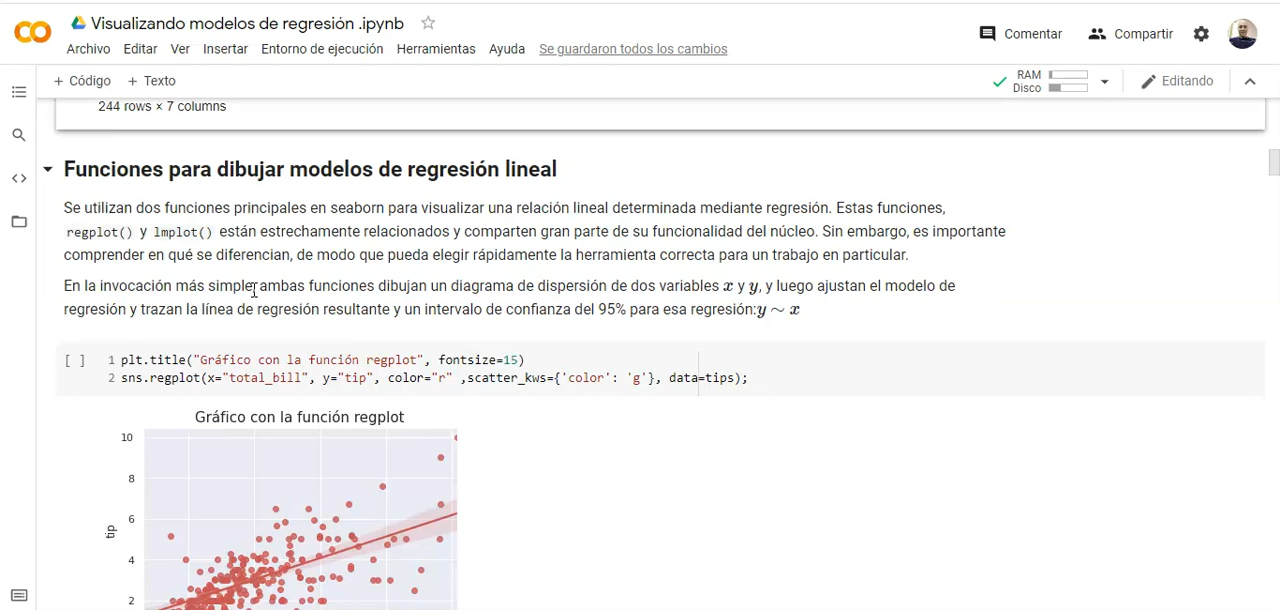 Visualizando modelos de regresión .ipynb
Archivo Editar Ver Insertar Entorno de ejecución Herramientas Ayuda Se guardaron todos los cambios
Comentar Compartir
+ Código + Texto
RAM
Disco
Editando
244 rows × 7 columns
Funciones para dibujar modelos de regresión lineal
Se utilizan dos funciones principales en seaborn para visualizar una relación lineal determinada mediante regresión. Estas funciones,
regplot() y lmplot() están estrechamente relacionados y comparten gran parte de su funcionalidad del núcleo. Sin embargo, es importante
comprender en qué se diferencian, de modo que pueda elegir rápidamente la herramienta correcta para un trabajo en particular.
En la invocación más simple, ambas funciones dibujan un diagrama de dispersión de dos variables x y y, y luego ajustan el modelo de
regresión y trazan la línea de regresión resultante y un intervalo de confianza del 95% para esa regresión:y ∼ x
[ ] 1 plt.title("Gráfico con la función regplot", fontsize=15)
2 sns.regplot(x="total_bill", y="tip", color="r" ,scatter_kws={'color': 'g'}, data=tips);
Gráfico con la función regplot
10
8
6
4
2
tip